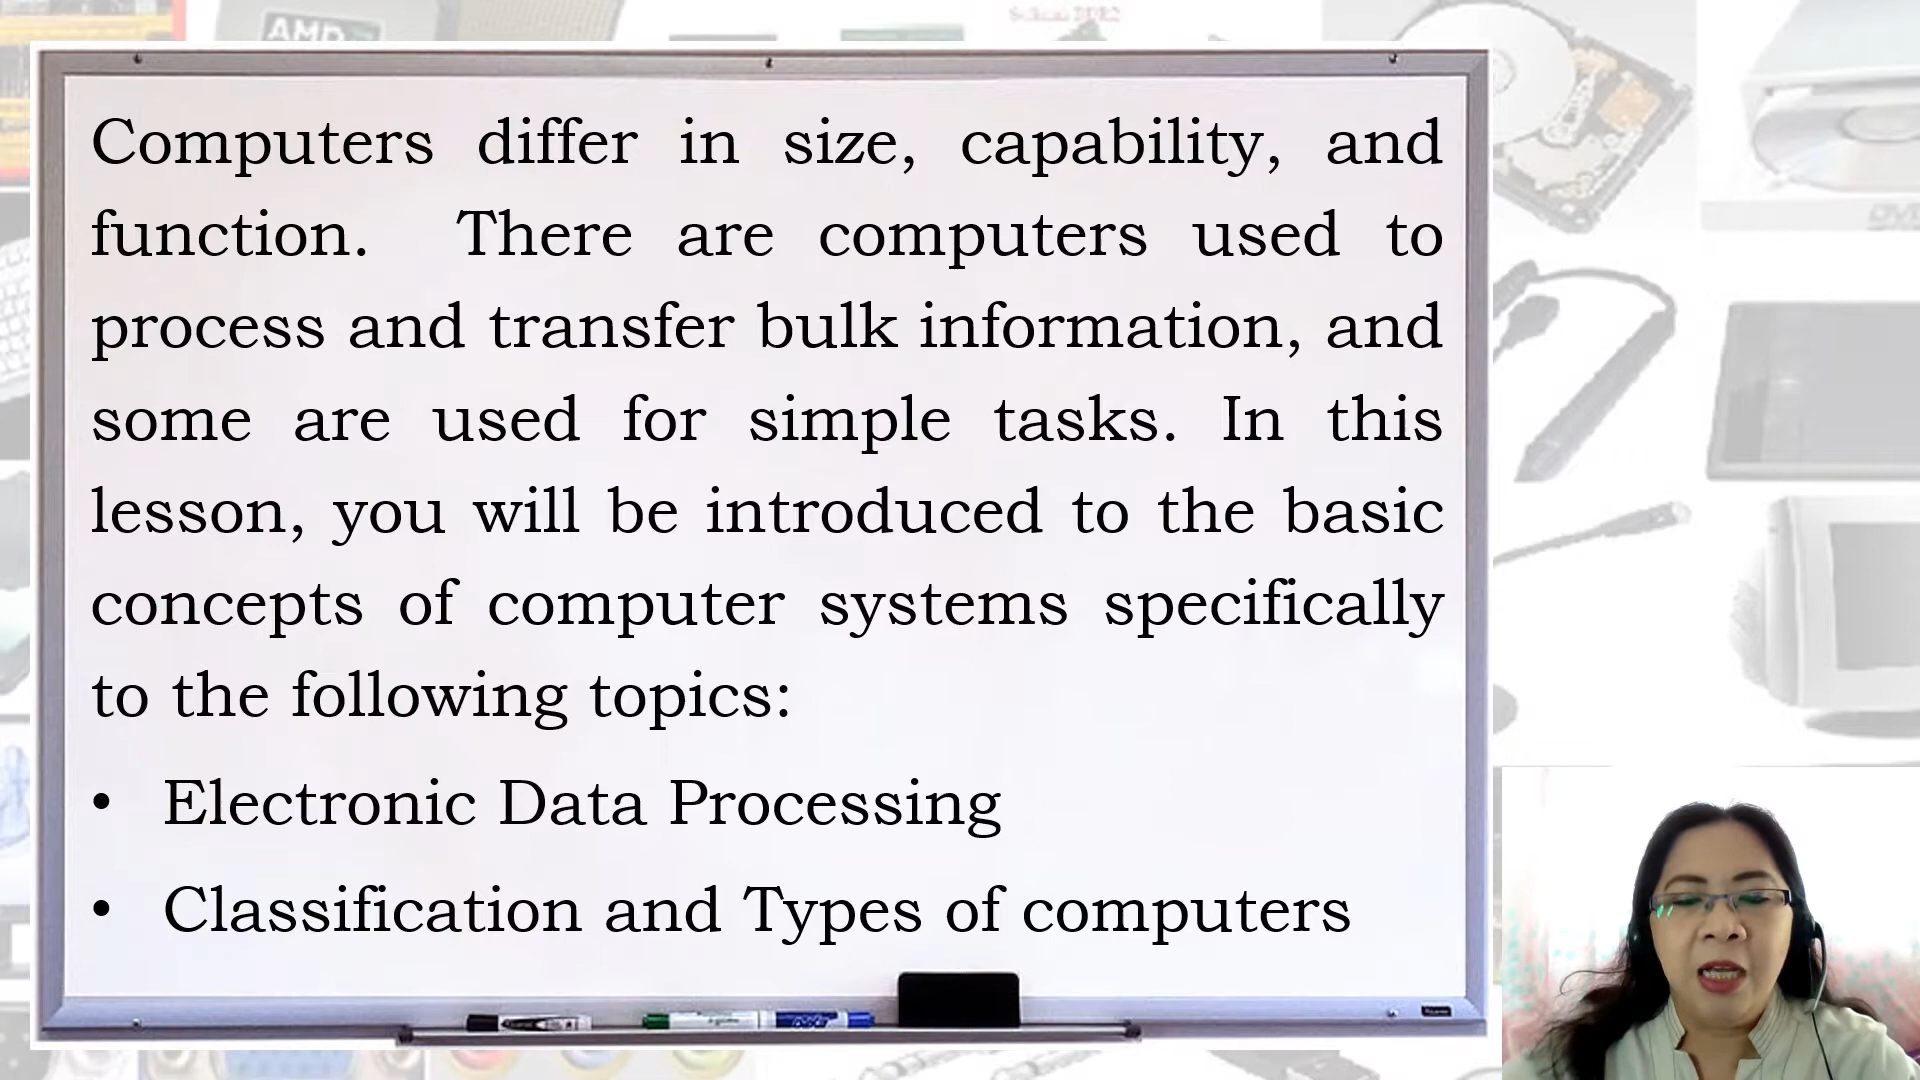 AMD
Computers differ in size, capability, and
function. There are computers used to
process and transfer bulk information, and
some are used for simple tasks. In this
lesson, you will be introduced to the basic
concepts of computer systems specifically
to the following topics:
• Electronic Data Processing
• Classification and Types of computers